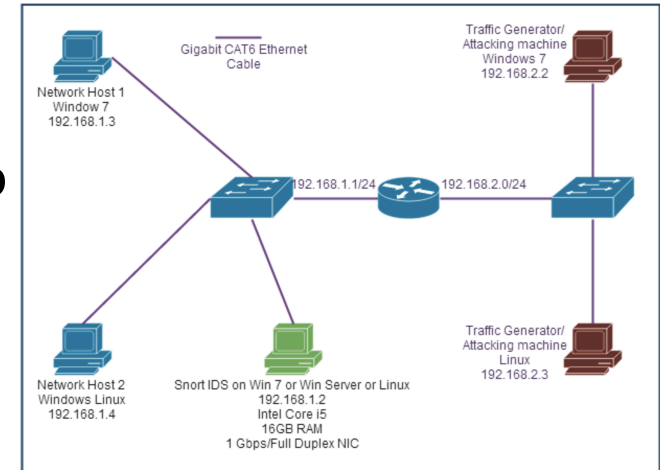 Gigabit CAT6 Ethernet
Cable
Traffic Generator/
Attacking machine
Windows 7
192.168.2.2
Network Host 1
Window 7
192.168.1.3
192.168.1.1/24
192.168.2.0/24
Network Host 2
Windows Linux
192.168.1.4
Snort IDS on Win 7 or Win Server or Linux
192.168.1.2
Intel Core i5
16GB RAM
1 Gbps/Full Duplex NIC
Traffic Generator/
Attacking machine
Linux
192.168.2.3